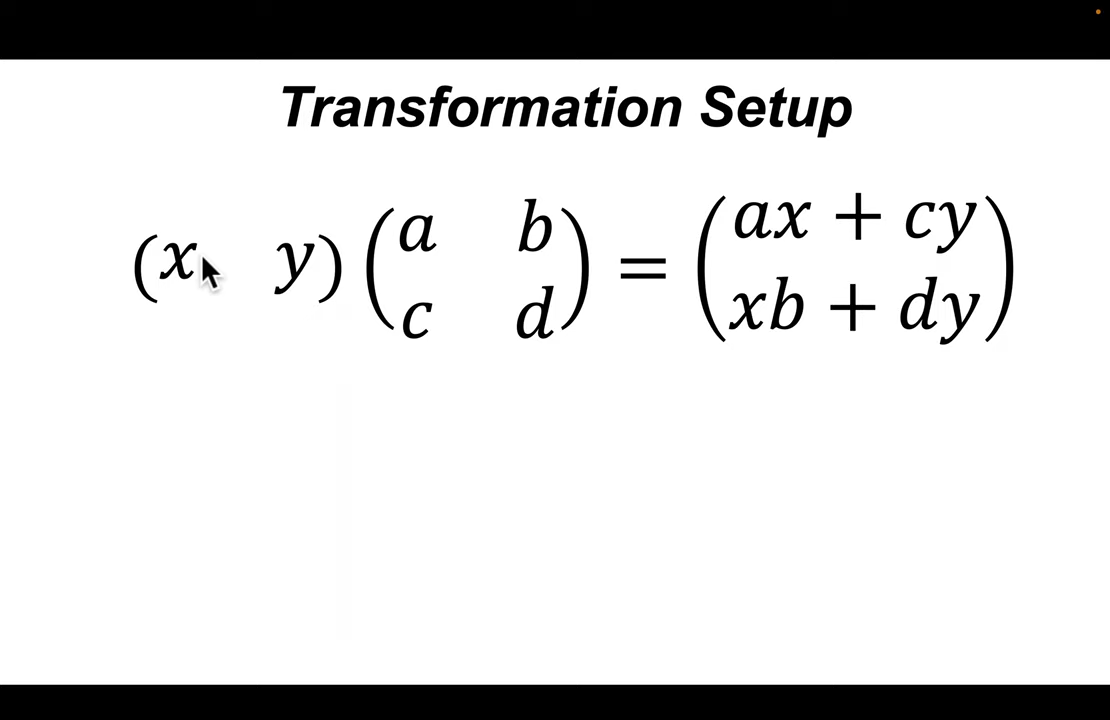 Transformation Setup
(x y) (a b
c d) = (ax + cy
xb + dy)